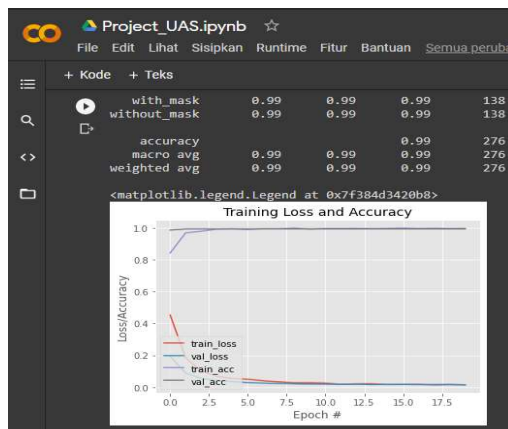 Project_UAS.ipynb
File Edit Lihat Sisipkan Runtime Fitur Bantuan Semua peruba
+ Kode + Teks
with_mask 0.99 0.99 0.99 138
without_mask 0.99 0.99 0.99 138
accuracy 0.99 276
macro avg 0.99 0.99 0.99 276
weighted avg 0.99 0.99 0.99 276
<matplotlib.legend.Legend at 0x7f384d3420b8>
Training Loss and Accuracy
1.0
0.8
0.6
0.4
0.2
0.0
Loss/Accuracy
train_loss
val_loss
train_acc
val_acc
0.0 2.5 5.0 7.5 10.0 12.5 15.0 17.5
Epoch #